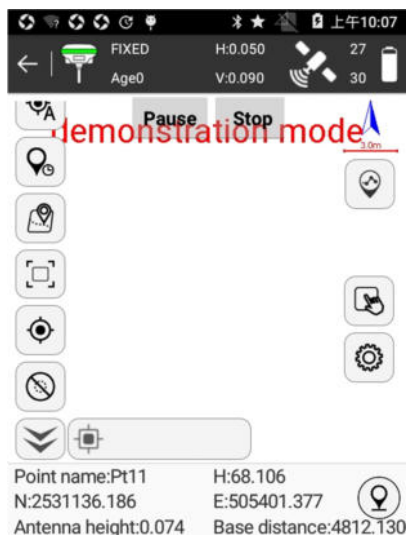 上午10:07
FIXED H:0.050 27
Age0 V:0.090 30
A Pause Stop
demonstration mode
3.0m
Point name:Pt11 H:68.106
N:2531136.186 E:505401.377
Antenna height:0.074 Base distance:4812.130